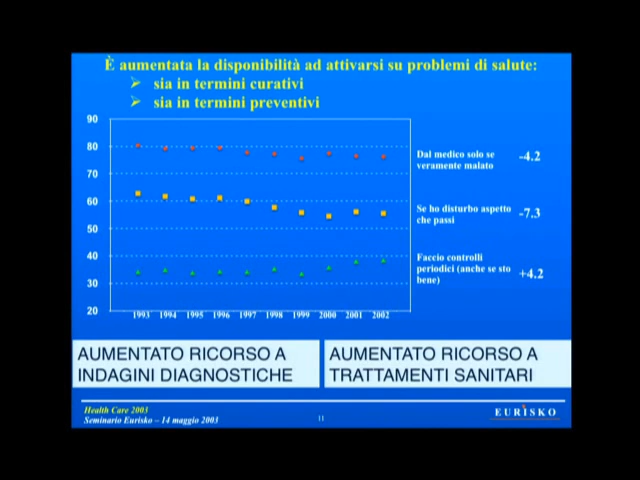 È aumentata la disponibilità ad attivarsi su problemi di salute:
sia in termini curativi
sia in termini preventivi
90
80
70
60
50
40
30
20
1993 1994 1995 1996 1997 1998 1999 2000 2001 2002
Dal medico solo se
veramente malato
-4.2
Se ho disturbo aspetto
che passi
-7.3
Faccio controlli
periodici (anche se sto
bene)
+4.2
AUMENTATO RICORSO A
INDAGINI DIAGNOSTICHE
AUMENTATO RICORSO A
TRATTAMENTI SANITARI
Health Care 2003
Seminario Eurisko – 14 maggio 2003
11
EURISKO